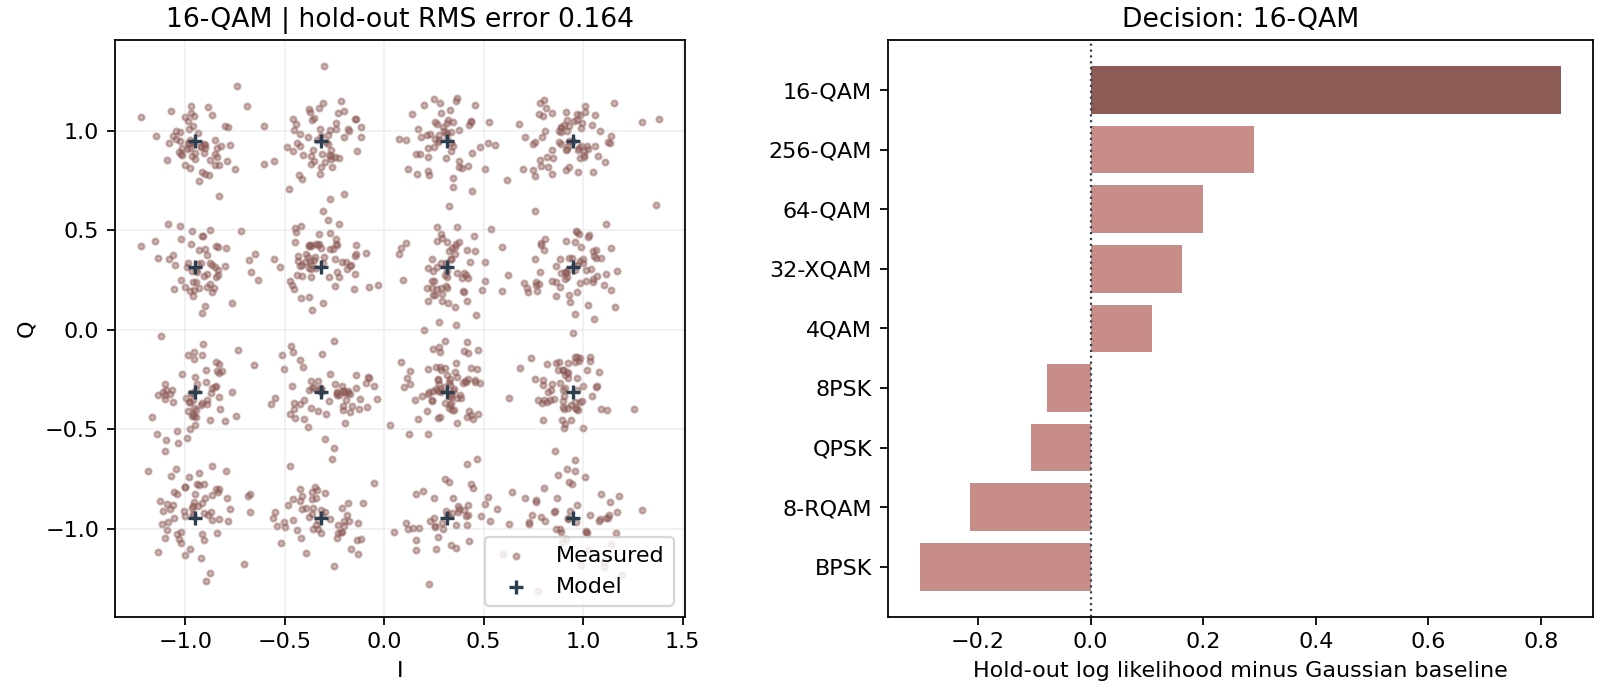 16-QAM | hold-out RMS error 0.164
1.0
0.5
0.0
−0.5
−1.0
Q
−1.0
−0.5
0.0
0.5
1.0
1.5
I
Measured
Model
Decision: 16-QAM
16-QAM
256-QAM
64-QAM
32-XQAM
4QAM
8PSK
QPSK
8-RQAM
BPSK
−0.2
0.0
0.2
0.4
0.6
0.8
Hold-out log likelihood minus Gaussian baseline